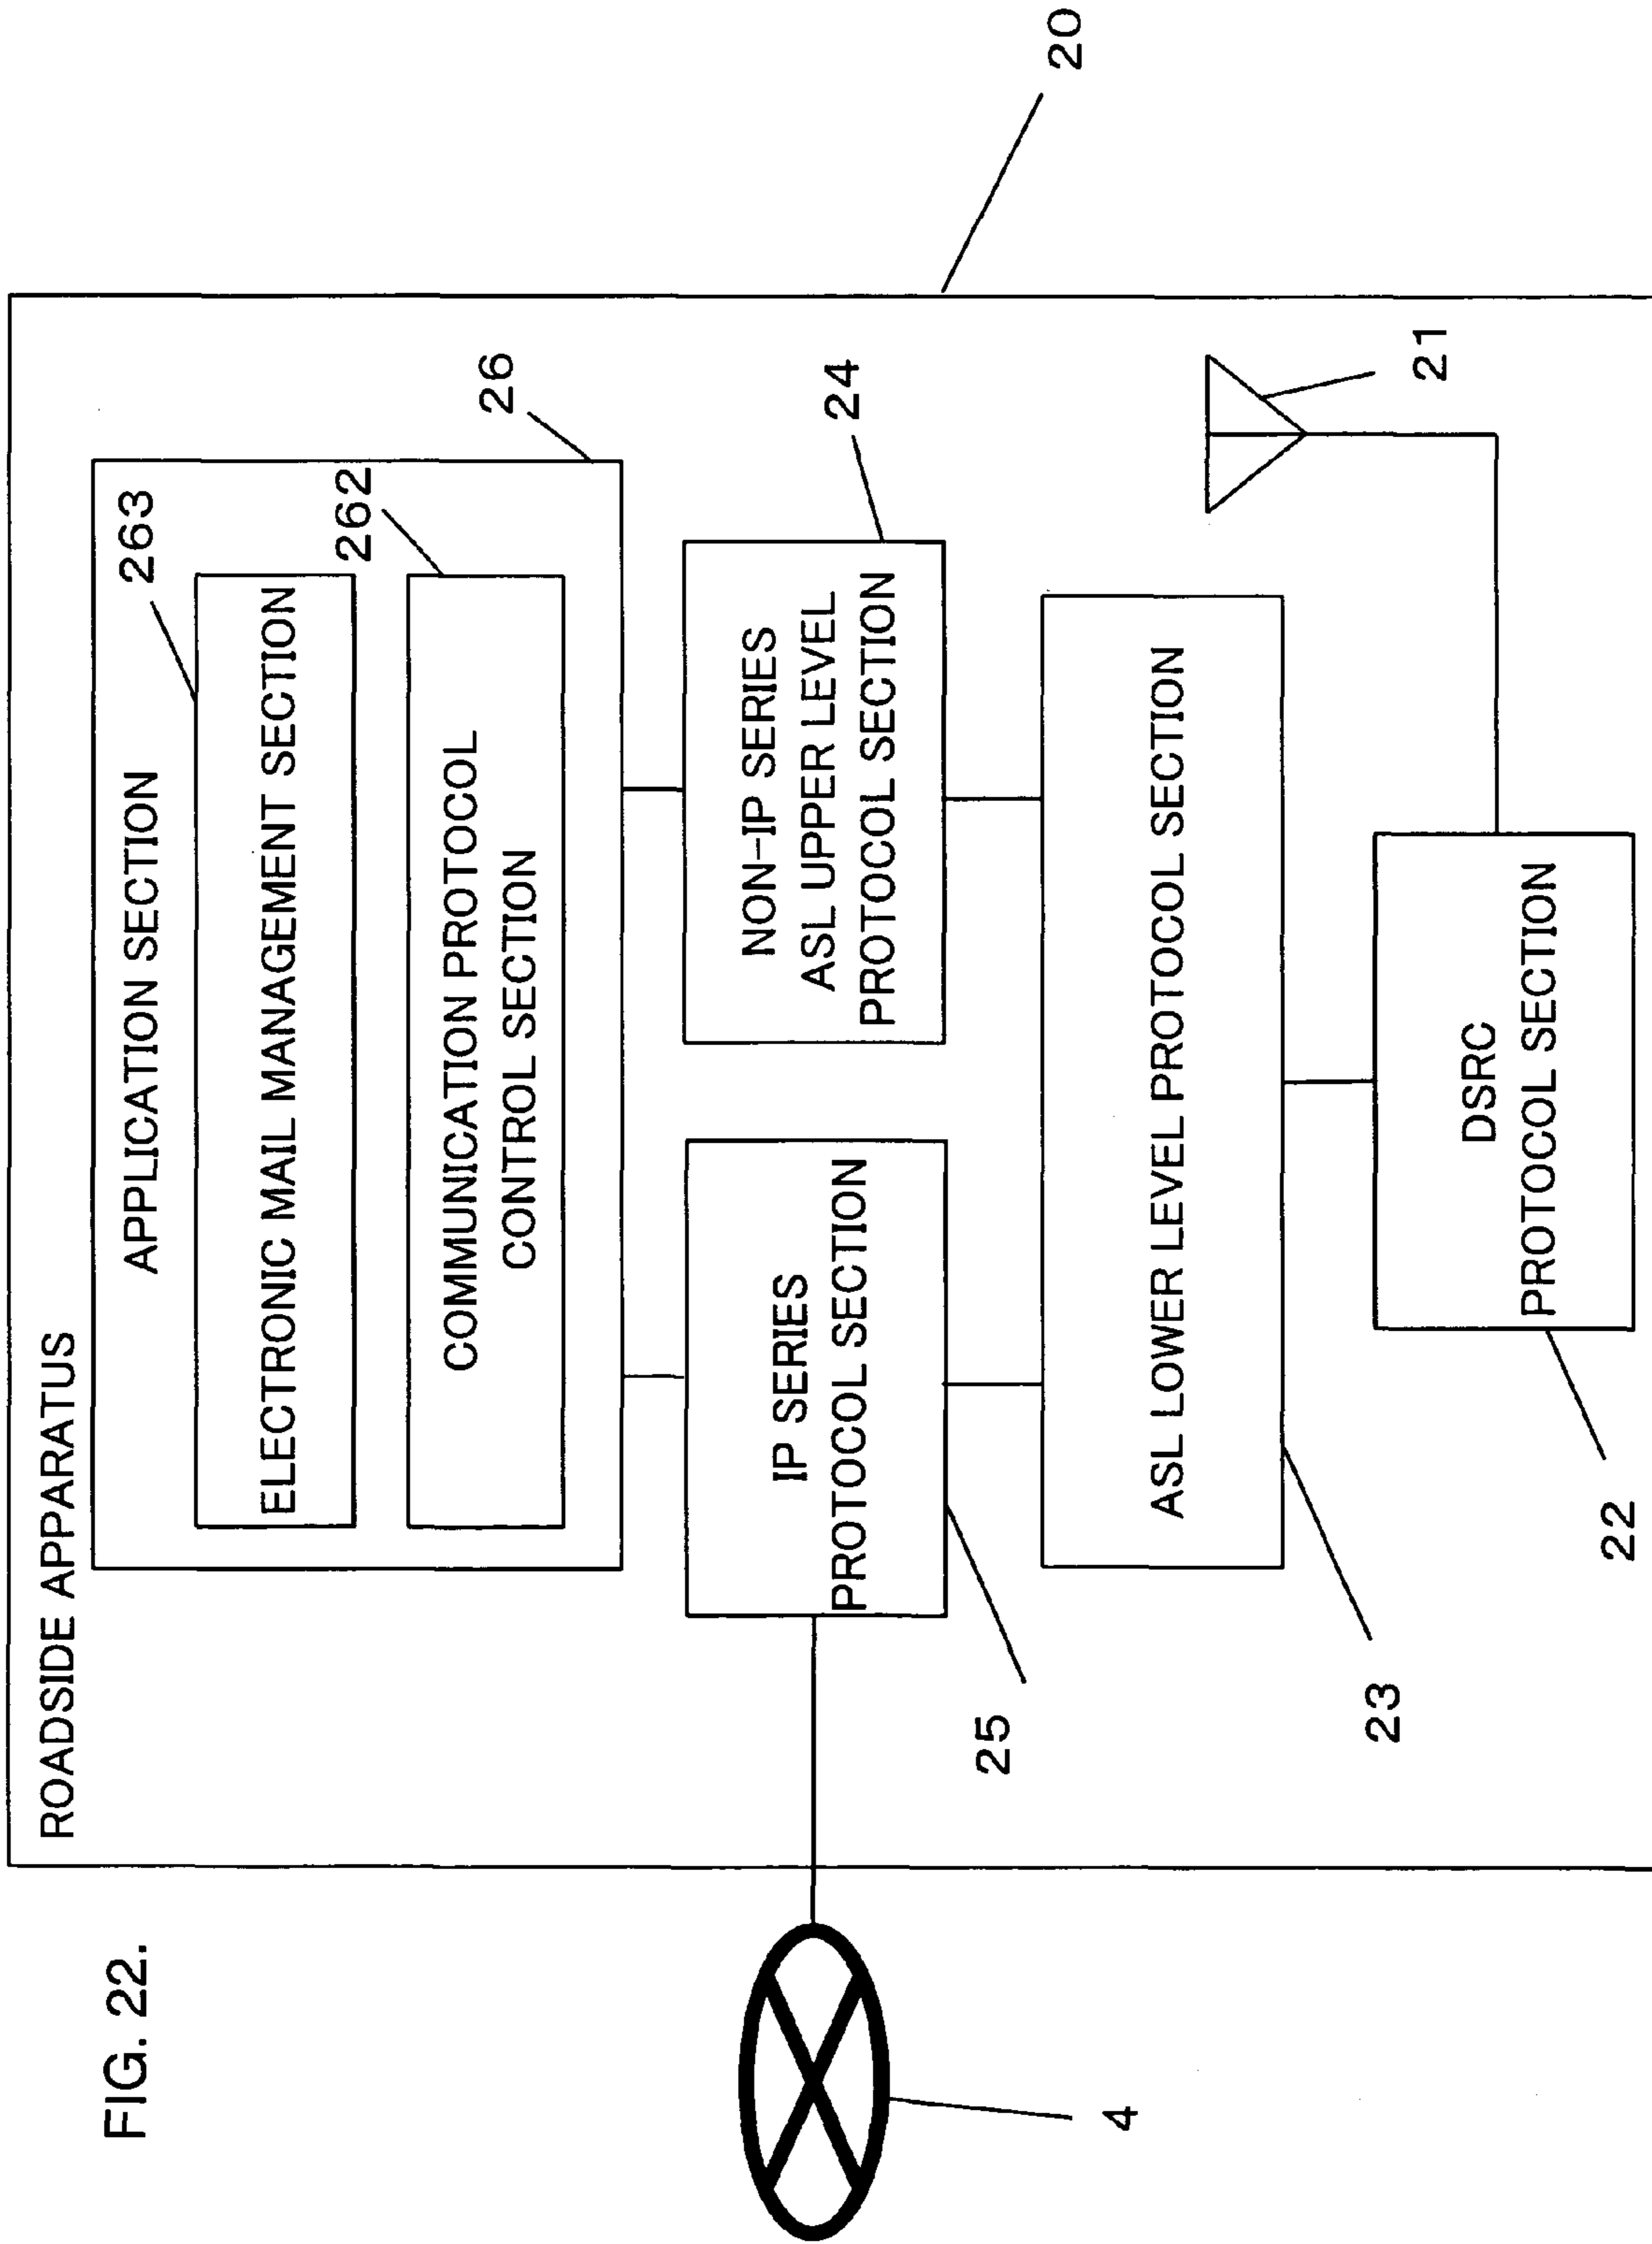 FIG. 22.
ROADSIDE APPARATUS
20
APPLICATION SECTION
263
ELECTRONIC MAIL MANAGEMENT SECTION
262
COMMUNICATION PROTOCOL
CONTROL SECTION
26
IP SERIES
PROTOCOL SECTION
25
NON-IP SERIES
ASL UPPER LEVEL
PROTOCOL SECTION
24
4
ASL LOWER LEVEL PROTOCOL SECTION
23
21
DSRC
PROTOCOL SECTION
22